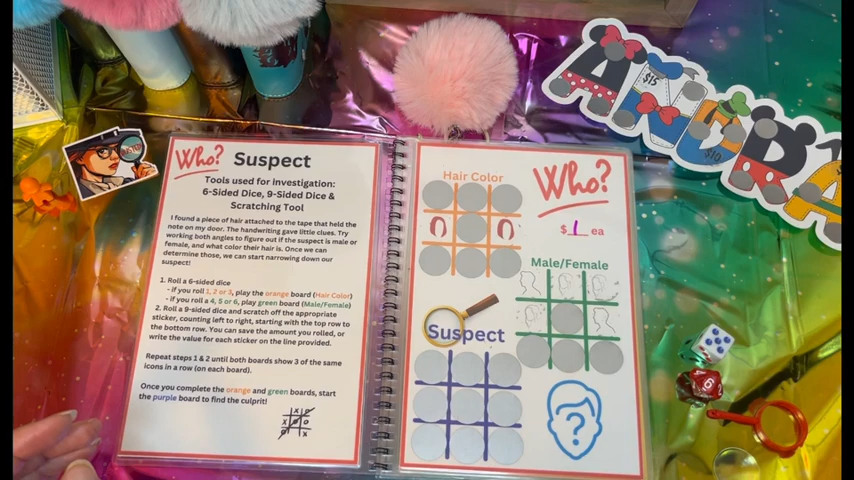 Who? Suspect
Tools used for Investigation:
6-Sided Dice, 9-Sided Dice &
Scratching Tool
I found a piece of hair attached to the tape that held the
note on my door. The handwriting gave little clues. Try
working both angles to figure out if the suspect is male or
female, and what color their hair is. Once we can
determine those, we can start narrowing down our
suspect!
1. Roll a 6-sided dice
- if you roll 1, 2 or 3, play the orange board (Hair Color)
- if you roll a 4, 5 or 6, play green board (Male/Female)
2. Roll a 9-sided dice and scratch off the appropriate
sticker, counting left to right, starting with the top row to
the bottom row. You can save the amount you rolled, or
write the value for each sticker on the line provided.
Repeat steps 1 & 2 until both boards show 3 of the same
icons in a row (on each board).
Once you complete the orange and green boards, start
the purple board to find the culprit!
Hair Color
Who?
$1 ea
Male/Female
Suspect
?
ANDRA
$15
$10
6